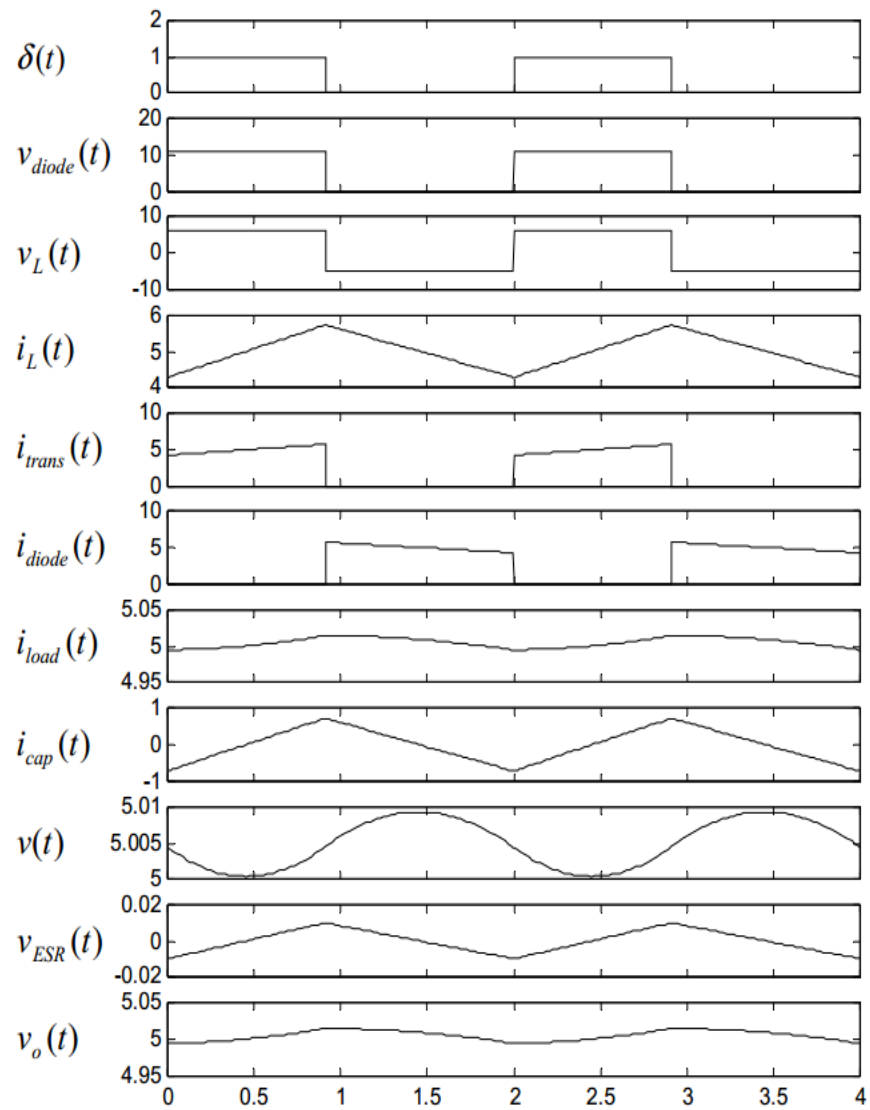 2
δ(t) 1
0
20
v_diode(t) 10
0
10
v_L(t) 0
-10
6
i_L(t) 5
4
10
i_trans(t) 5
0
10
i_diode(t) 5
0
5.05
i_load(t) 5
4.95
1
i_cap(t) 0
-1
5.01
v(t) 5.005
5
0.02
v_ESR(t) 0
-0.02
5.05
v_o(t) 5
4.95
0 0.5 1 1.5 2 2.5 3 3.5 4